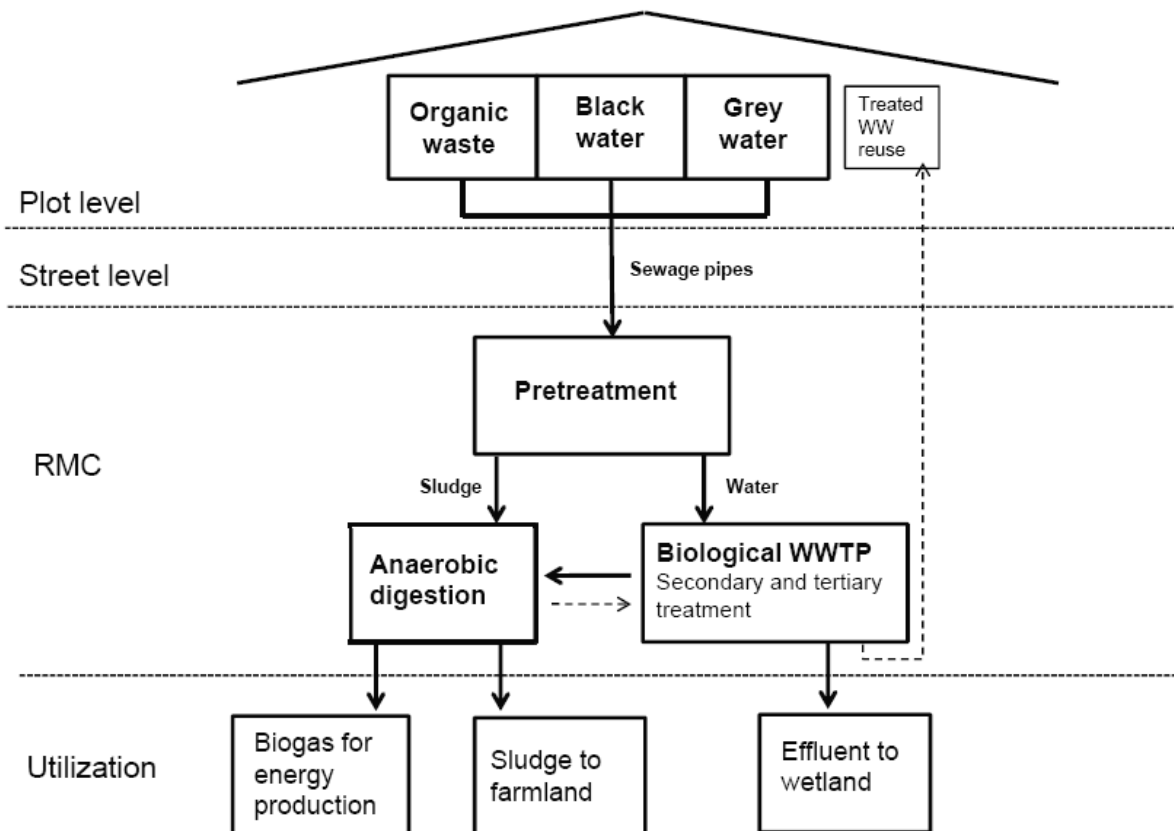 Organic
waste
Black
water
Grey
water
Treated
WW
reuse
Plot level
Street level
Sewage pipes
Pretreatment
RMC
Sludge
Water
Anaerobic
digestion
Biological WWTP
Secondary and tertiary
treatment
Utilization
Biogas for
energy
production
Sludge to
farmland
Effluent to
wetland